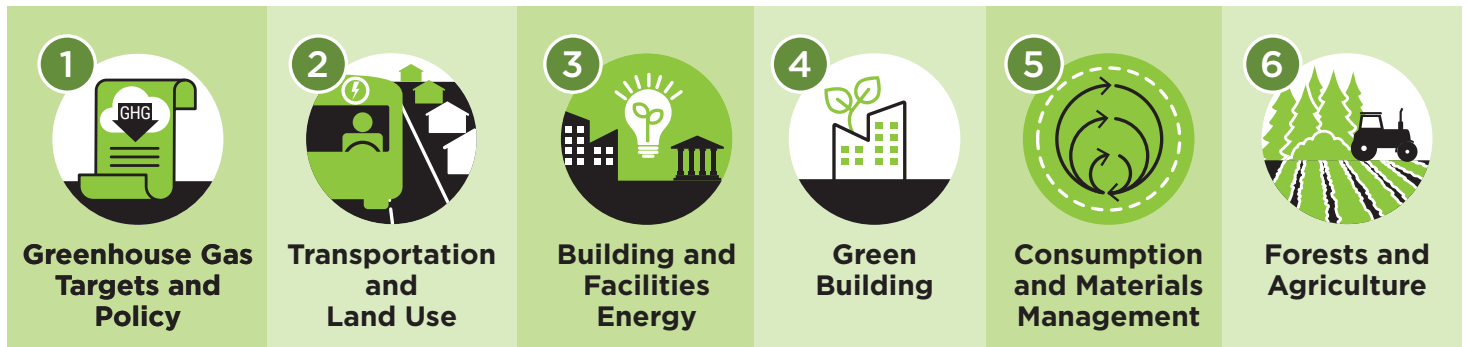 1
GHG
Greenhouse Gas
Targets and
Policy
2
Transportation
and
Land Use
3
Building and
Facilities
Energy
4
Green
Building
5
Consumption
and Materials
Management
6
Forests and
Agriculture